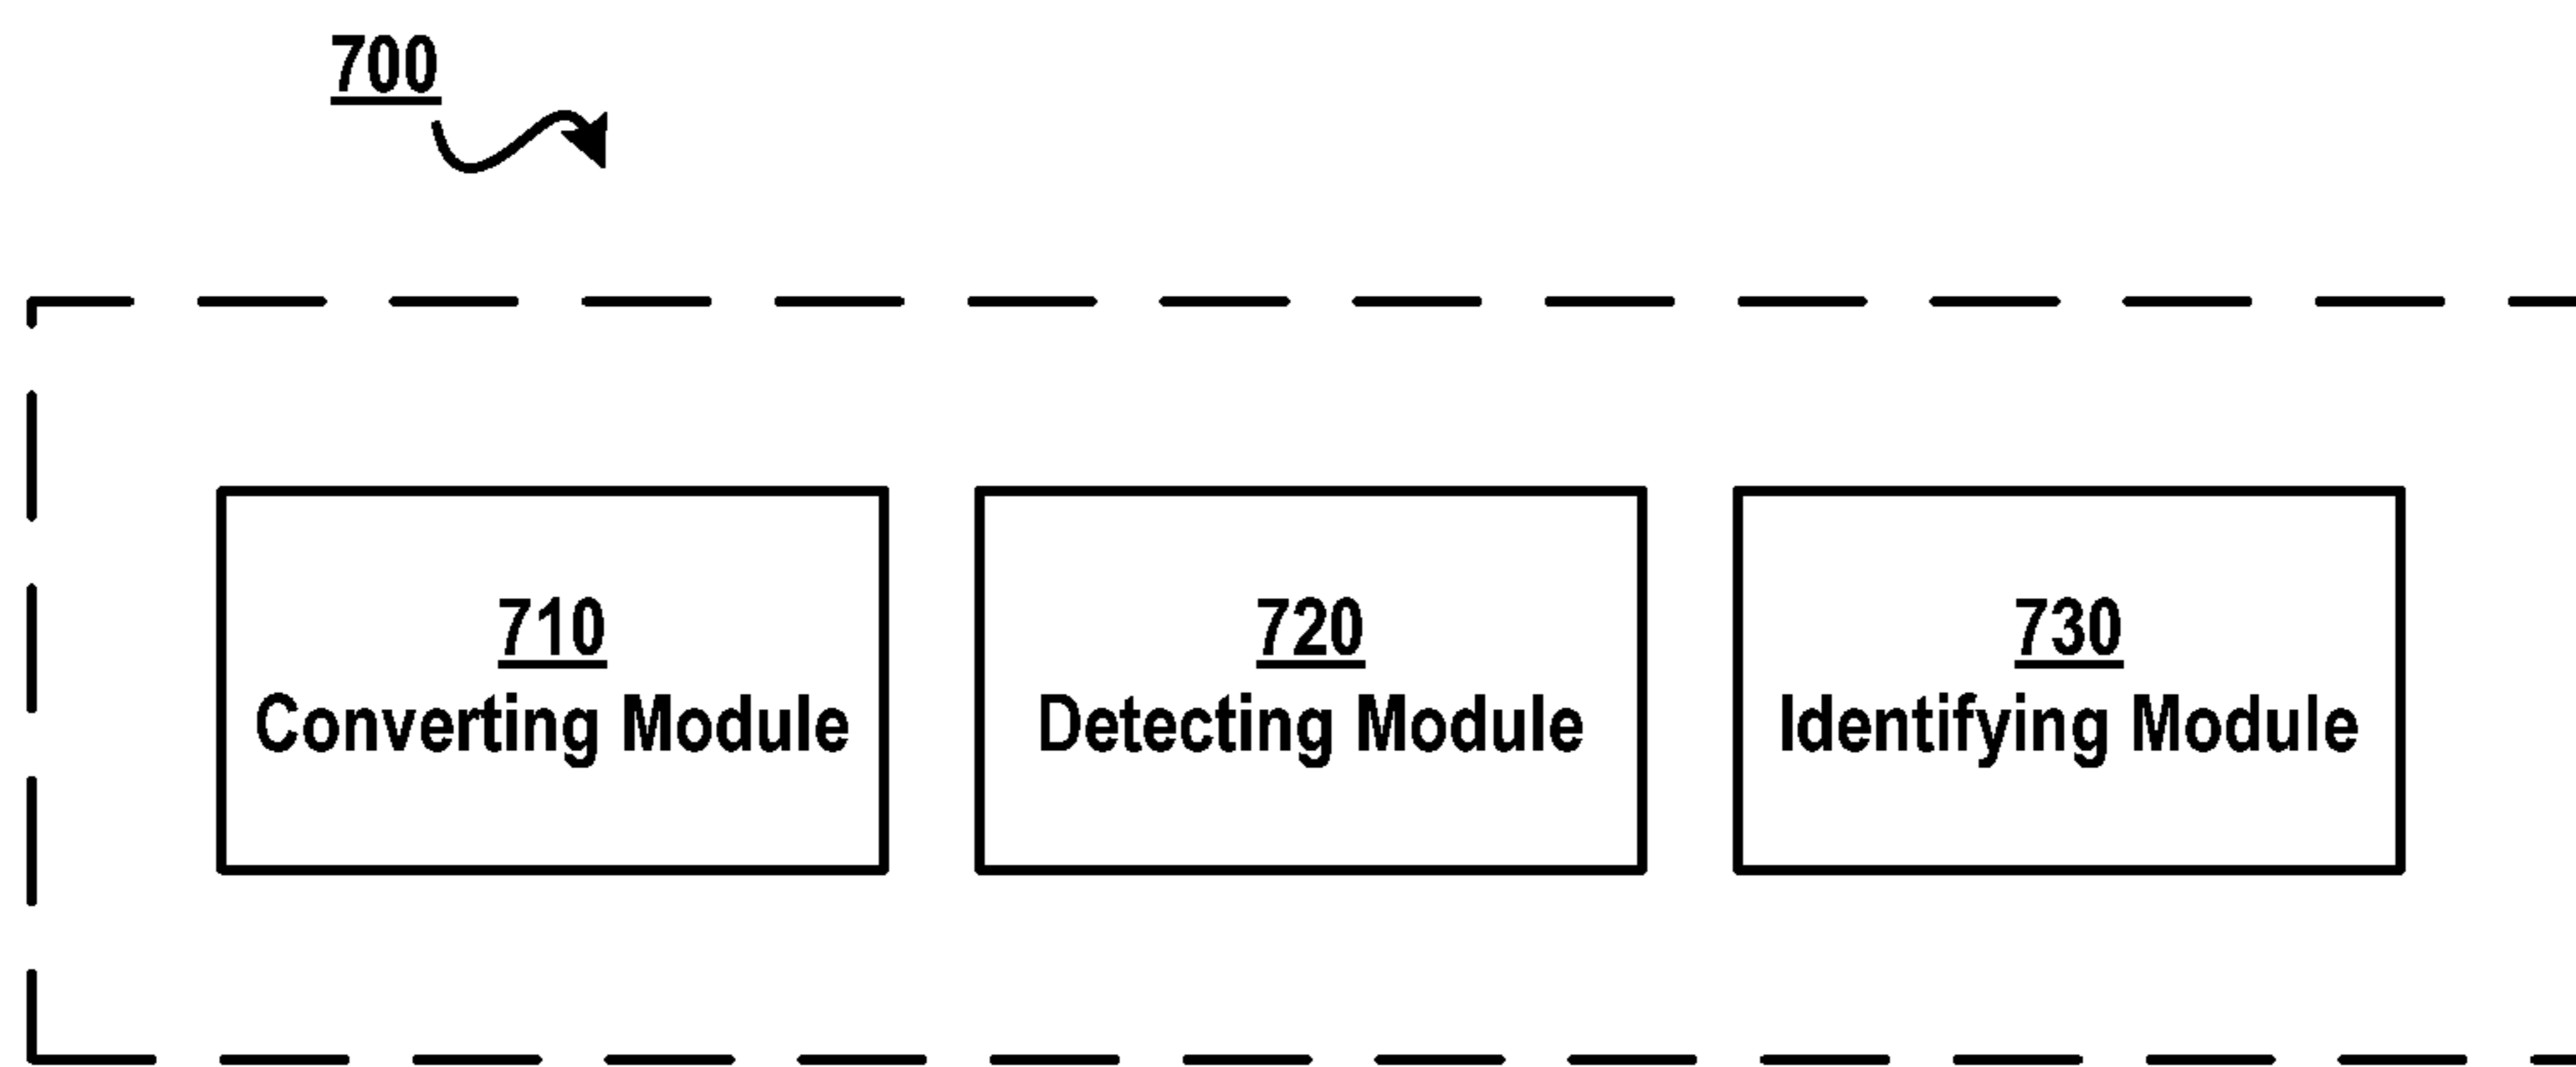 700
710
Converting Module
720
Detecting Module
730
Identifying Module